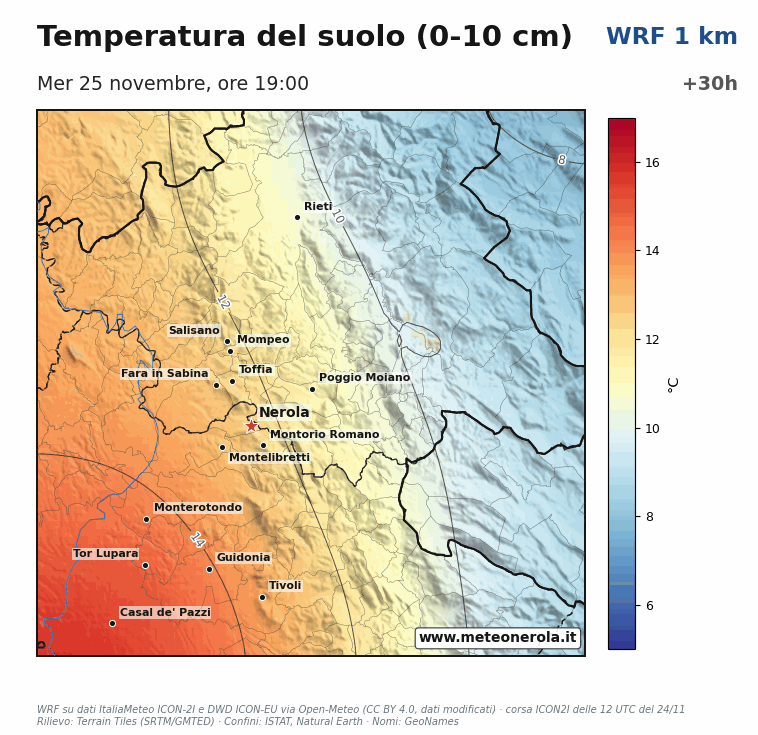 Temperatura del suolo (0-10 cm)
WRF 1 km
Mer 25 novembre, ore 19:00
+30h
8
Rieti
10
12
Salisano
Mompeo
Fara in Sabina
Toffia
Poggio Moiano
Nerola
Montorio Romano
Montelibretti
Monterotondo
14
Tor Lupara
Guidonia
Tivoli
Casal de' Pazzi
www.meteonerola.it
16
14
12
10
8
6
°C
WRF su dati ItaliaMeteo ICON-2I e DWD ICON-EU via Open-Meteo (CC BY 4.0, dati modificati) · corsa ICON2I delle 12 UTC del 24/11
Rilievo: Terrain Tiles (SRTM/GMTED) · Confini: ISTAT, Natural Earth · Nomi: GeoNames